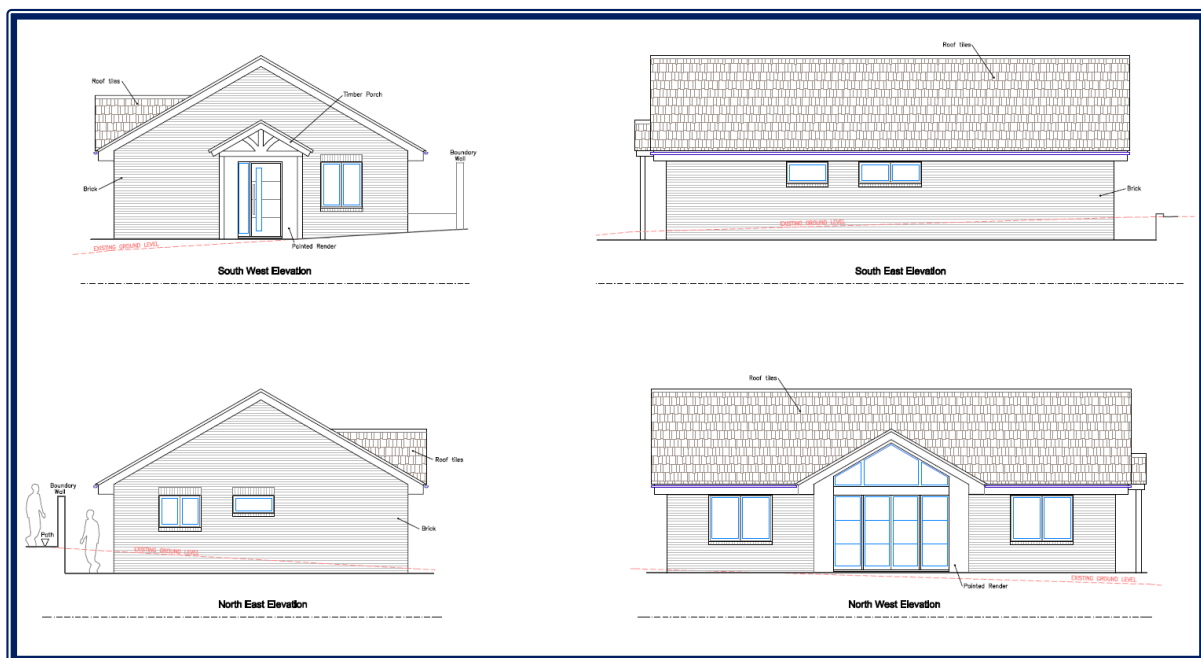 Roof tiles
Timber Porch
Boundary
Wall
Brick
EXISTING GROUND LEVEL
Painted Render
South West Elevation
Roof tiles
Brick
EXISTING GROUND LEVEL
South East Elevation
Roof tiles
Boundary
Wall
Path
Brick
EXISTING GROUND LEVEL
North East Elevation
Roof tiles
Painted Render
EXISTING GROUND LEVEL
North West Elevation